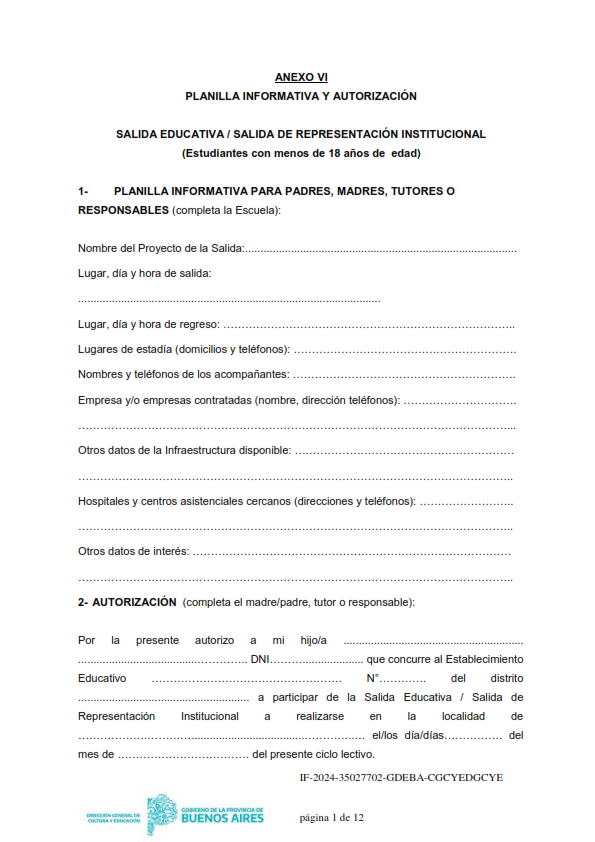 ANEXO VI
PLANILLA INFORMATIVA Y AUTORIZACIÓN
SALIDA EDUCATIVA / SALIDA DE REPRESENTACIÓN INSTITUCIONAL
(Estudiantes con menos de 18 años de edad)
1- PLANILLA INFORMATIVA PARA PADRES, MADRES, TUTORES O
RESPONSABLES (completa la Escuela):
Nombre del Proyecto de la Salida:.........................................................................................
Lugar, día y hora de salida:
...................................................................................................
Lugar, día y hora de regreso: ……………………………………………………………………..
Lugares de estadía (domicilios y teléfonos): …………………………………………………….
Nombres y teléfonos de los acompañantes: …………………………………………………….
Empresa y/o empresas contratadas (nombre, dirección teléfonos): ………………………….
………………………………………………………………………………………………………...
Otros datos de la Infraestructura disponible: ……………………………………………………
………………………………………………………………………………………………………..
Hospitales y centros asistenciales cercanos (direcciones y teléfonos): ……………………..
………………………………………………………………………………………………………..
Otros datos de interés: ……………………………………………………………………………
………………………………………………………………………………………………………..
2- AUTORIZACIÓN (completa el madre/padre, tutor o responsable):
Por la presente autorizo a mi hijo/a ...........................................................
.......................................…………. DNI………..................... que concurre al Establecimiento
Educativo ……………………………………………. N°…………. del distrito
........................................................ a participar de la Salida Educativa / Salida de
Representación Institucional a realizarse en la localidad de
…………………………..........................................…………….. el/los día/días……………. del
mes de ……………………………… del presente ciclo lectivo.
IF-2024-35027702-GDEBA-CGCYEDGCYE
DIRECCIÓN GENERAL DE
CULTURA Y EDUCACIÓN
GOBIERNO DE LA PROVINCIA DE
BUENOS AIRES
página 1 de 12